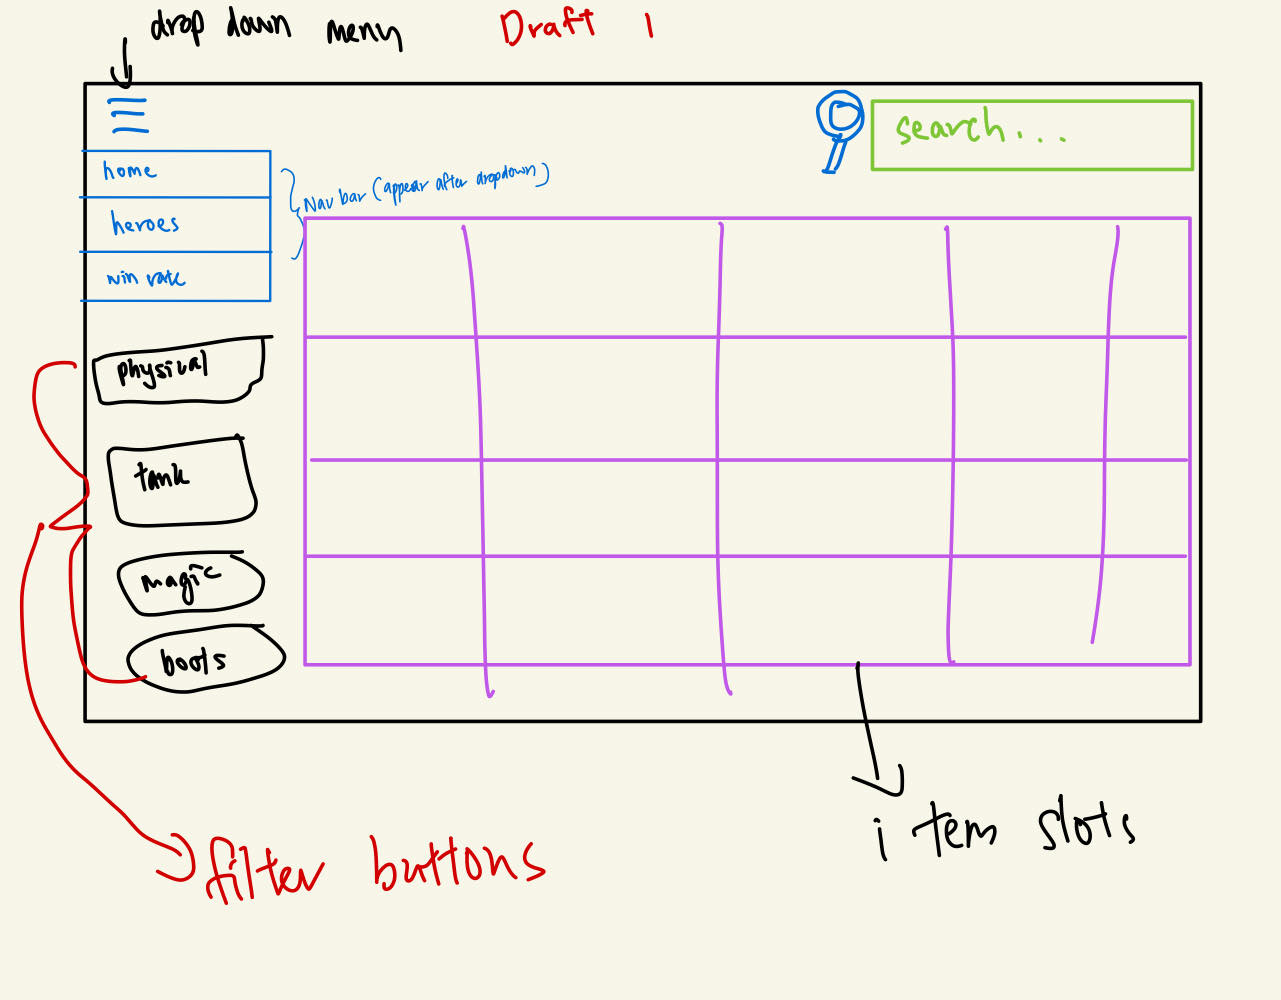 drop down menu
Draft 1
search...
home
Nav bar (appear after dropdown)
heroes
win rate
physical
tank
magic
boots
item slots
filter buttons